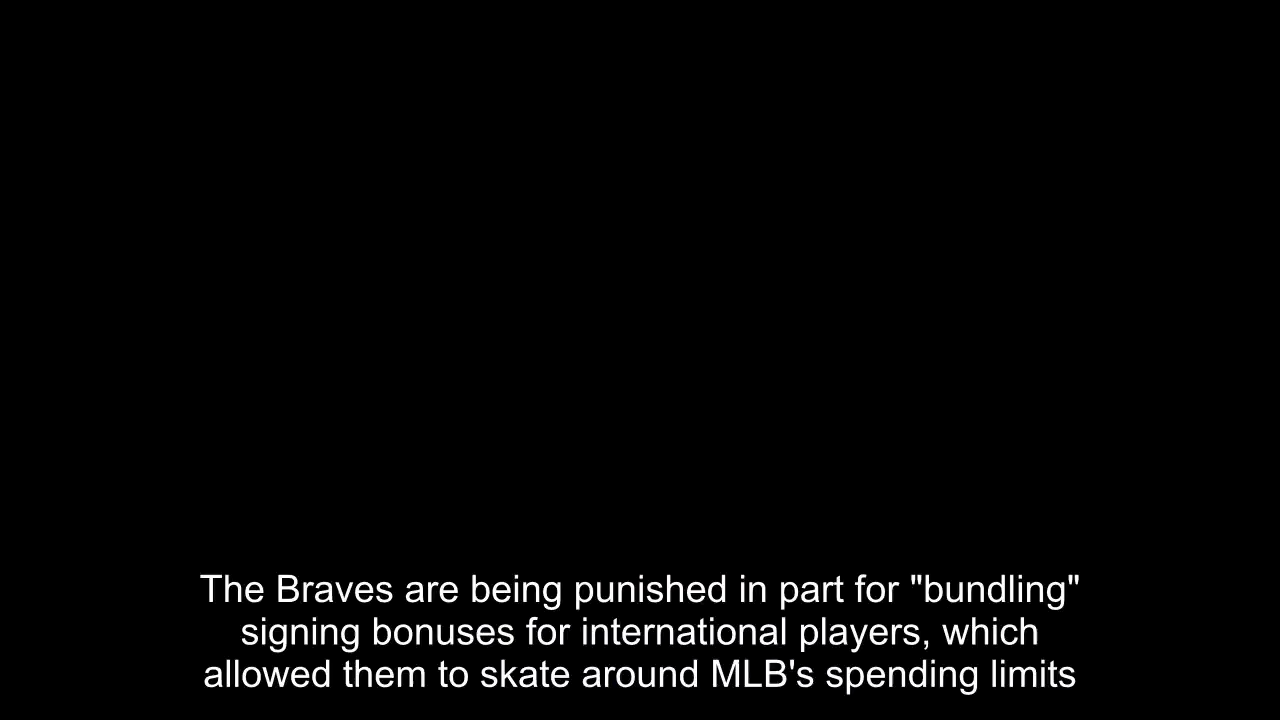 The Braves are being punished in part for "bundling"
signing bonuses for international players, which
allowed them to skate around MLB's spending limits